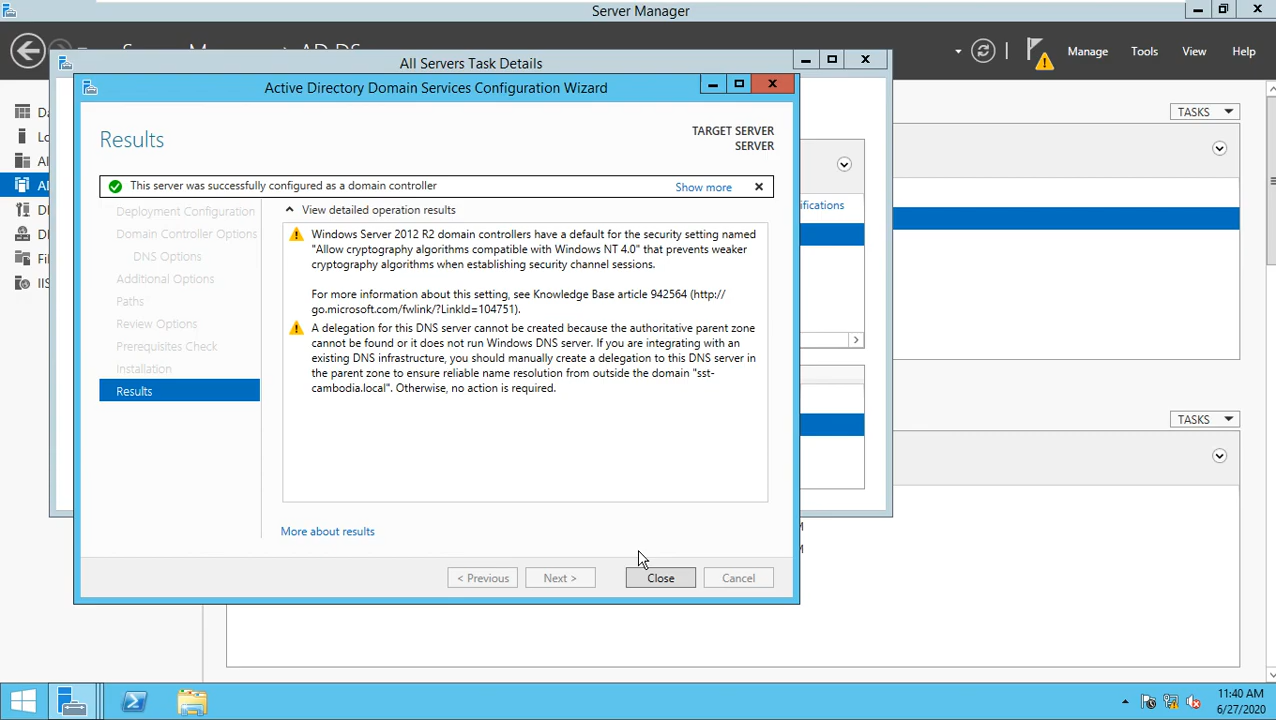 Server Manager
Manage Tools View Help
All Servers Task Details
Active Directory Domain Services Configuration Wizard
TASKS
Results
TARGET SERVER
SERVER
This server was successfully configured as a domain controller
Show more
Deployment Configuration
Domain Controller Options
DNS Options
Additional Options
Paths
Review Options
Prerequisites Check
Installation
Results
View detailed operation results
Windows Server 2012 R2 domain controllers have a default for the security setting named
"Allow cryptography algorithms compatible with Windows NT 4.0" that prevents weaker
cryptography algorithms when establishing security channel sessions.
For more information about this setting, see Knowledge Base article 942564 (http://
go.microsoft.com/fwlink/?LinkId=104751).
A delegation for this DNS server cannot be created because the authoritative parent zone
cannot be found or it does not run Windows DNS server. If you are integrating with an
existing DNS infrastructure, you should manually create a delegation to this DNS server in
the parent zone to ensure reliable name resolution from outside the domain "sst-
cambodia.local". Otherwise, no action is required.
More about results
< Previous
Next >
Close
Cancel
TASKS
11:40 AM
6/27/2020